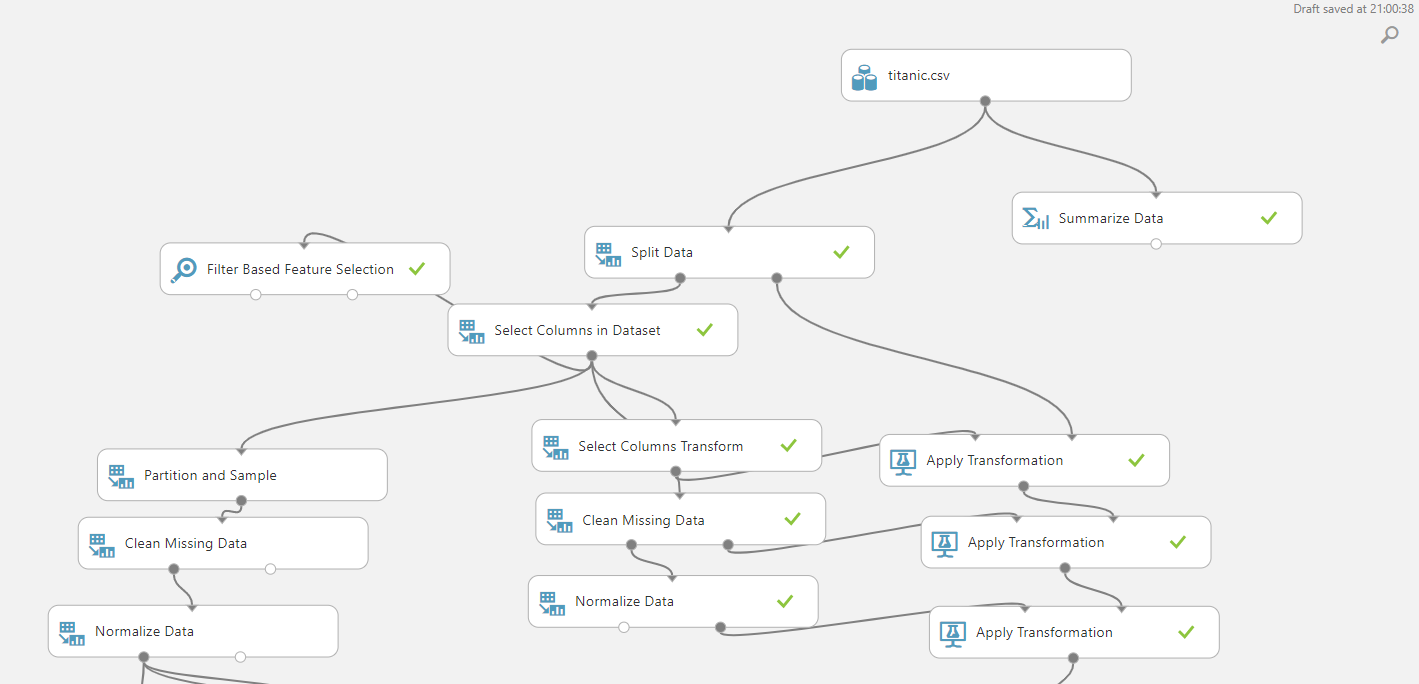 Draft saved at 21:00:38
titanic.csv
Summarize Data
Split Data
Filter Based Feature Selection
Select Columns in Dataset
Select Columns Transform
Apply Transformation
Partition and Sample
Clean Missing Data
Apply Transformation
Clean Missing Data
Normalize Data
Apply Transformation
Normalize Data